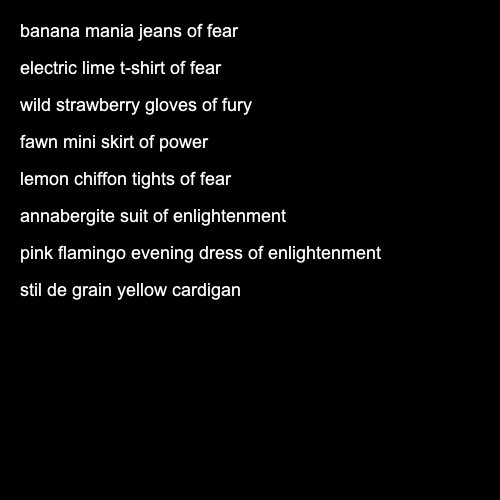 banana mania jeans of fear
electric lime t-shirt of fear
wild strawberry gloves of fury
fawn mini skirt of power
lemon chiffon tights of fear
annabergite suit of enlightenment
pink flamingo evening dress of enlightenment
stil de grain yellow cardigan